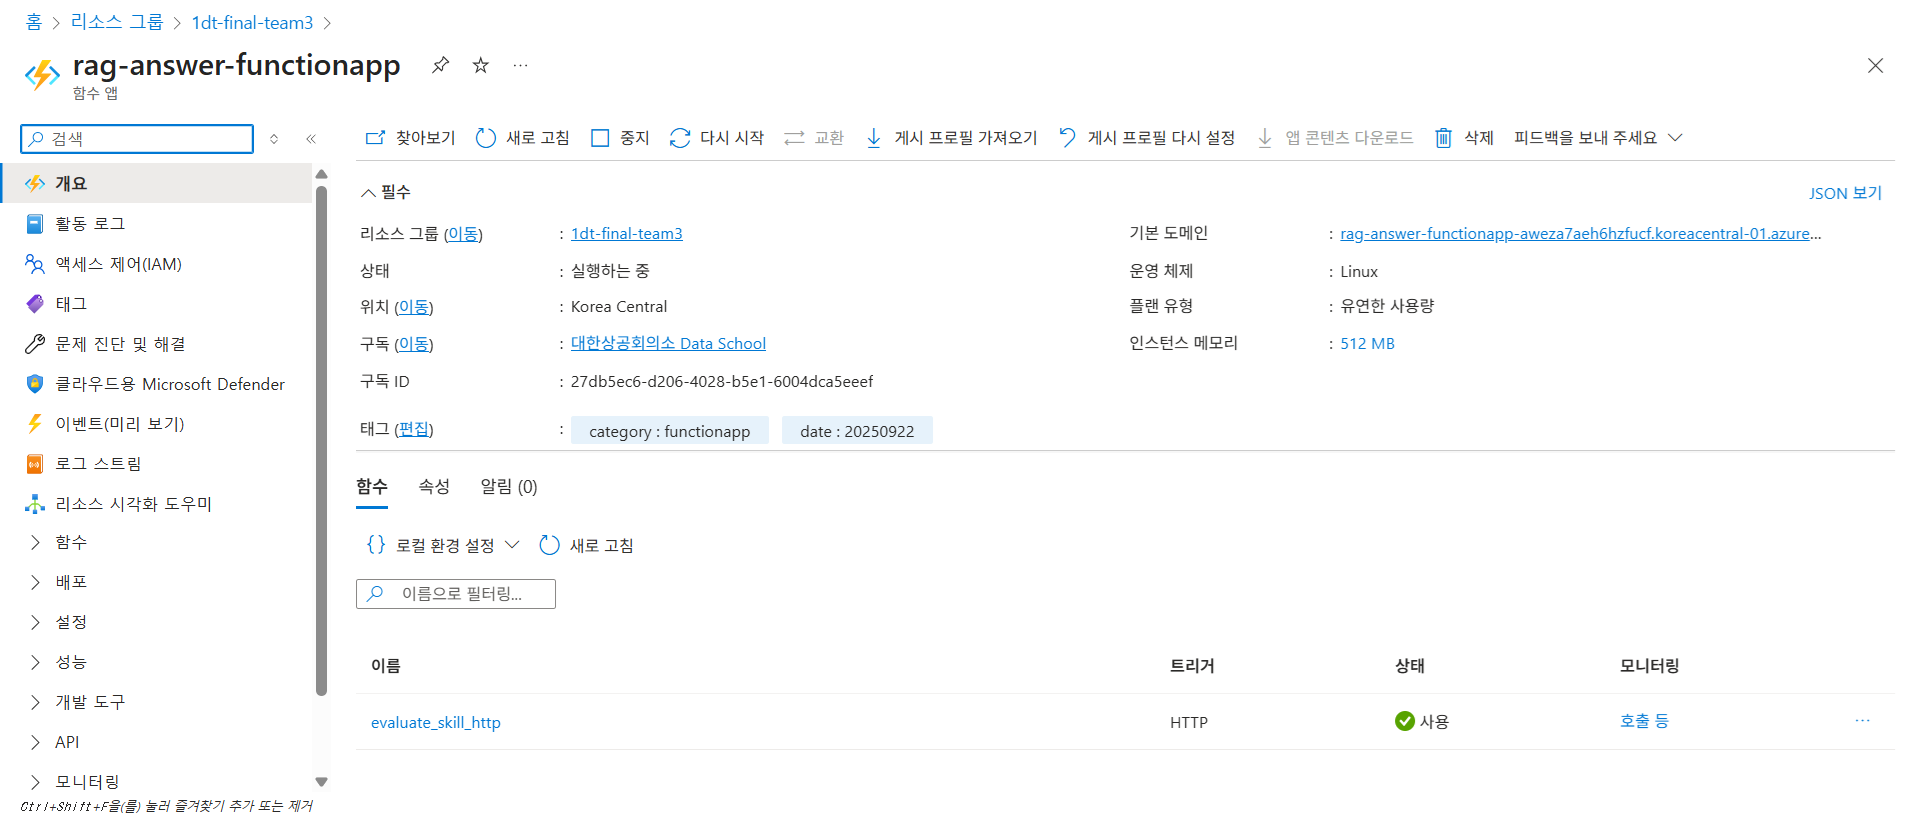 홈 > 리소스 그룹 > 1dt-final-team3 >
rag-answer-functionapp
함수 앱
검색
찾아보기 새로 고침 중지 다시 시작 교환 게시 프로필 가져오기 게시 프로필 다시 설정 앱 콘텐츠 다운로드 삭제 피드백을 보내 주세요
개요
활동 로그
액세스 제어(IAM)
태그
문제 진단 및 해결
클라우드용 Microsoft Defender
이벤트(미리 보기)
로그 스트림
리소스 시각화 도우미
함수
배포
설정
성능
개발 도구
API
모니터링
Ctrl+Shift+F을(를) 눌러 즐겨찾기 추가 또는 제거
필수
JSON 보기
리소스 그룹 (이동) : 1dt-final-team3
상태 : 실행하는 중
위치 (이동) : Korea Central
구독 (이동) : 대한상공회의소 Data School
구독 ID : 27db5ec6-d206-4028-b5e1-6004dca5eeef
태그 (편집) : category : functionapp date : 20250922
기본 도메인 : rag-answer-functionapp-aweza7aeh6hzfucf.koreacentral-01.azure...
운영 체제 : Linux
플랜 유형 : 유연한 사용량
인스턴스 메모리 : 512 MB
함수 속성 알림 (0)
로컬 환경 설정 새로 고침
이름으로 필터링...
이름 트리거 상태 모니터링
evaluate_skill_http HTTP 사용 호출 등